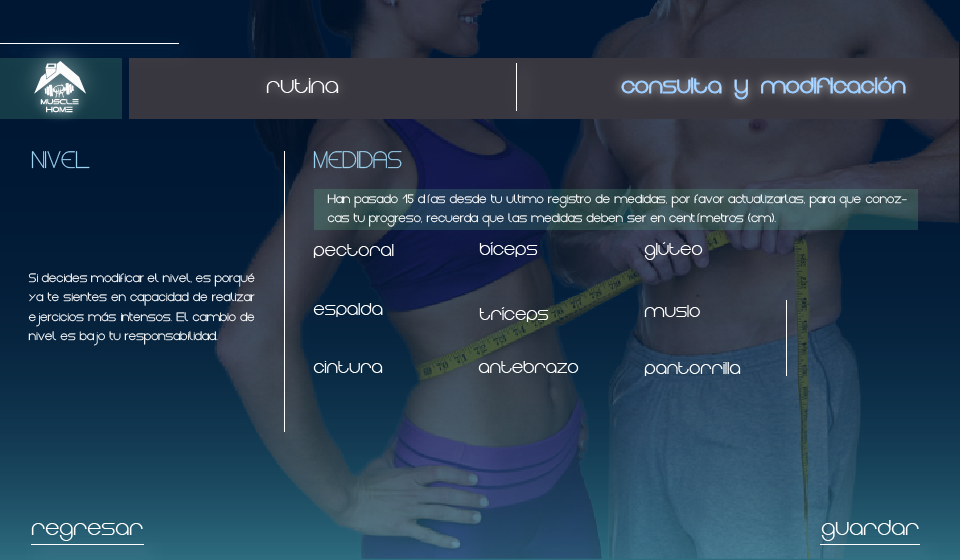 MUSCLE
HOME
rutina
consulta y modificación
NIVEL
MEDIDAS
Han pasado 15 días desde tu ultimo registro de medidas, por favor actualizarlas, para que conoz-
cas tu progreso, recuerda que las medidas deben ser en centímetros (cm).
pectoral
bíceps
glúteo
Si decides modificar el nivel, es porqué
ya te sientes en capacidad de realizar
ejercicios más intensos. El cambio de
nivel es bajo tu responsabilidad.
espalda
tríceps
muslo
cintura
antebrazo
pantorrilla
regresar
guardar